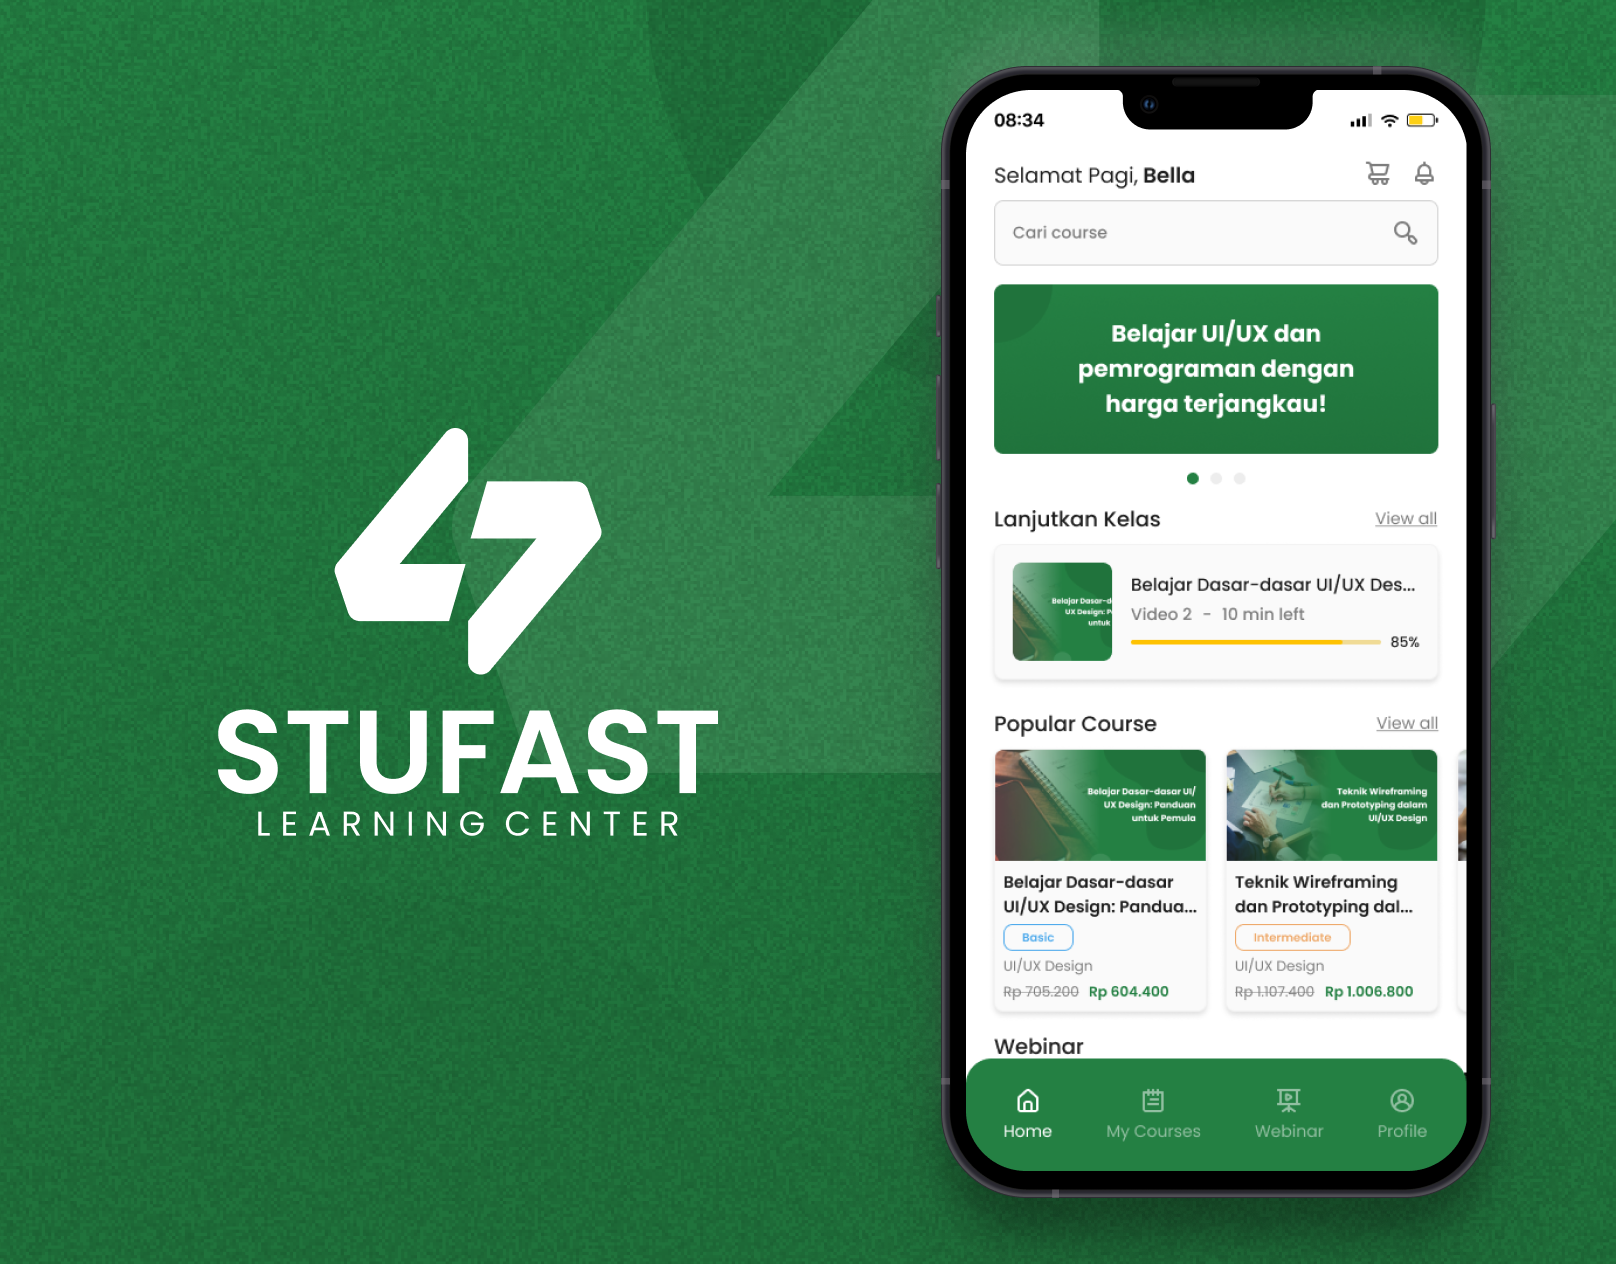 STUFAST
LEARNING CENTER
08:34
Selamat Pagi, Bella
Cari course
Belajar UI/UX dan
pemrograman dengan
harga terjangkau!
Lanjutkan Kelas
View all
Belajar Dasar-d
UX Design: P
untuk
Belajar Dasar-dasar UI/UX Des...
Video 2 - 10 min left
85%
Popular Course
View all
Belajar Dasar-dasar UI/
UX Design: Panduan
untuk Pemula
Belajar Dasar-dasar
UI/UX Design: Pandua...
Basic
UI/UX Design
Rp 705.200 Rp 604.400
Teknik Wireframing
dan Prototyping dalam
UI/UX Design
Teknik Wireframing
dan Prototyping dal...
Intermediate
UI/UX Design
Rp 1.107.400 Rp 1.006.800
Webinar
Home
My Courses
Webinar
Profile